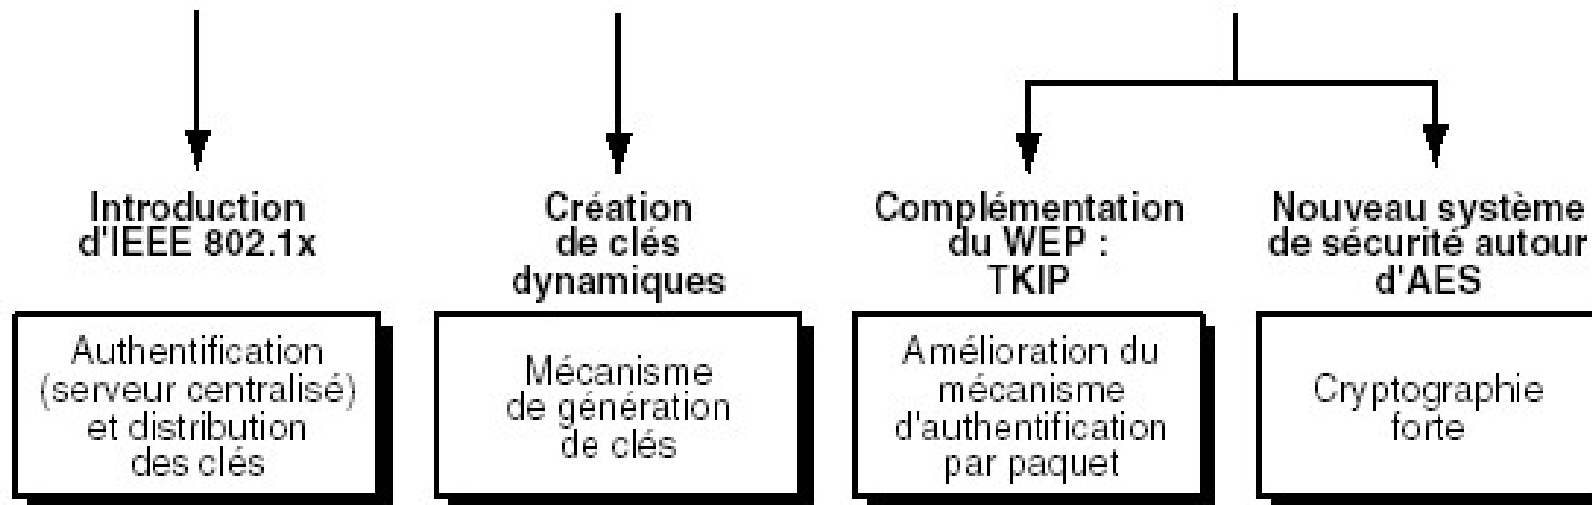 Introduction
d'IEEE 802.1x
Authentification
(serveur centralisé)
et distribution
des clés
Création
de clés
dynamiques
Mécanisme
de génération
de clés
Complémentation
du WEP :
TKIP
Amélioration du
mécanisme
d'authentification
par paquet
Nouveau système
de sécurité autour
d'AES
Cryptographie
forte